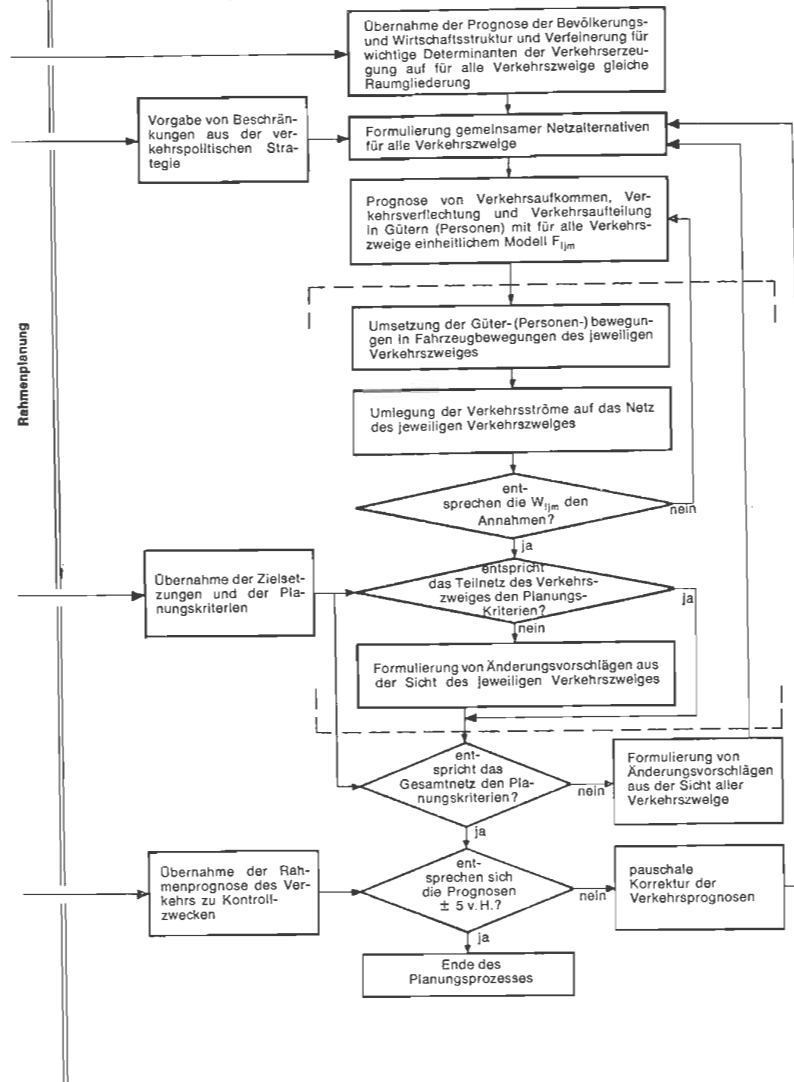 Übernahme der Prognose der Bevölkerungs-
und Wirtschaftsstruktur und Verfeinerung für
wichtige Determinanten der Verkehrserzeu-
gung auf für alle Verkehrszweige gleiche
Raumgliederung
Vorgabe von Beschrän-
kungen aus der ver-
kehrspolitischen Stra-
tegie
Formulierung gemeinsamer Netzalternativen
für alle Verkehrszweige
Prognose von Verkehrsaufkommen, Ver-
kehrsverflechtung und Verkehrsaufteilung
in Gütern (Personen) mit für alle Verkehrs-
zweige einheitlichem Modell Fijm
Rahmenplanung
Umsetzung der Güter-(Personen-) bewegun-
gen in Fahrzeugbewegungen des jeweiligen
Verkehrszweiges
Umlegung der Verkehrsströme auf das Netz
des jeweiligen Verkehrszweiges
ent-
sprechen die Wijm den
Annahmen?
nein
ja
Übernahme der Zielset-
zungen und der Pla-
nungskriterien
entspricht
das Teilnetz des Verkehrs-
zweiges den Planungs-
Kriterien?
ja
nein
Formulierung von Änderungsvorschlägen aus
der Sicht des jeweiligen Verkehrszweiges
ent-
spricht das
Gesamtnetz den Pla-
nungskriterien?
nein
ja
Formulierung von
Änderungsvorschlägen
aus der Sicht aller
Verkehrszweige
Übernahme der Rah-
menprognose des Ver-
kehrs zu Kontroll-
zwecken
ent-
sprechen sich
die Prognosen
± 5 v. H.?
nein
ja
pauschale
Korrektur der
Verkehrsprognosen
Ende des
Planungsprozesses